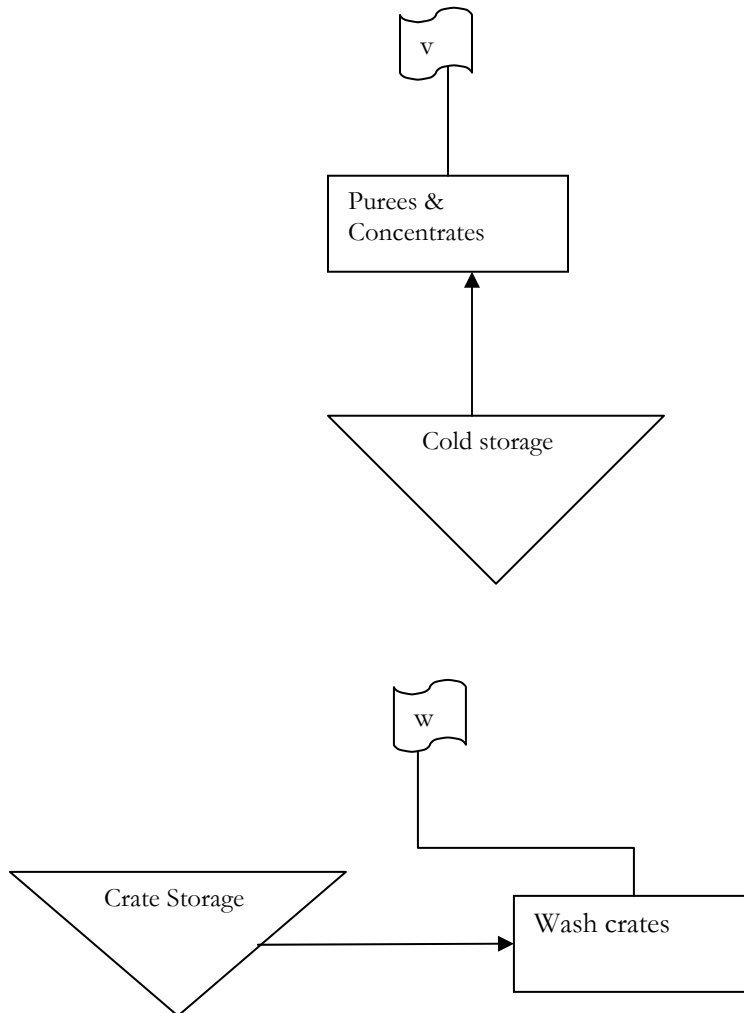 v
Purees &
Concentrates
Cold storage
w
Crate Storage
Wash crates